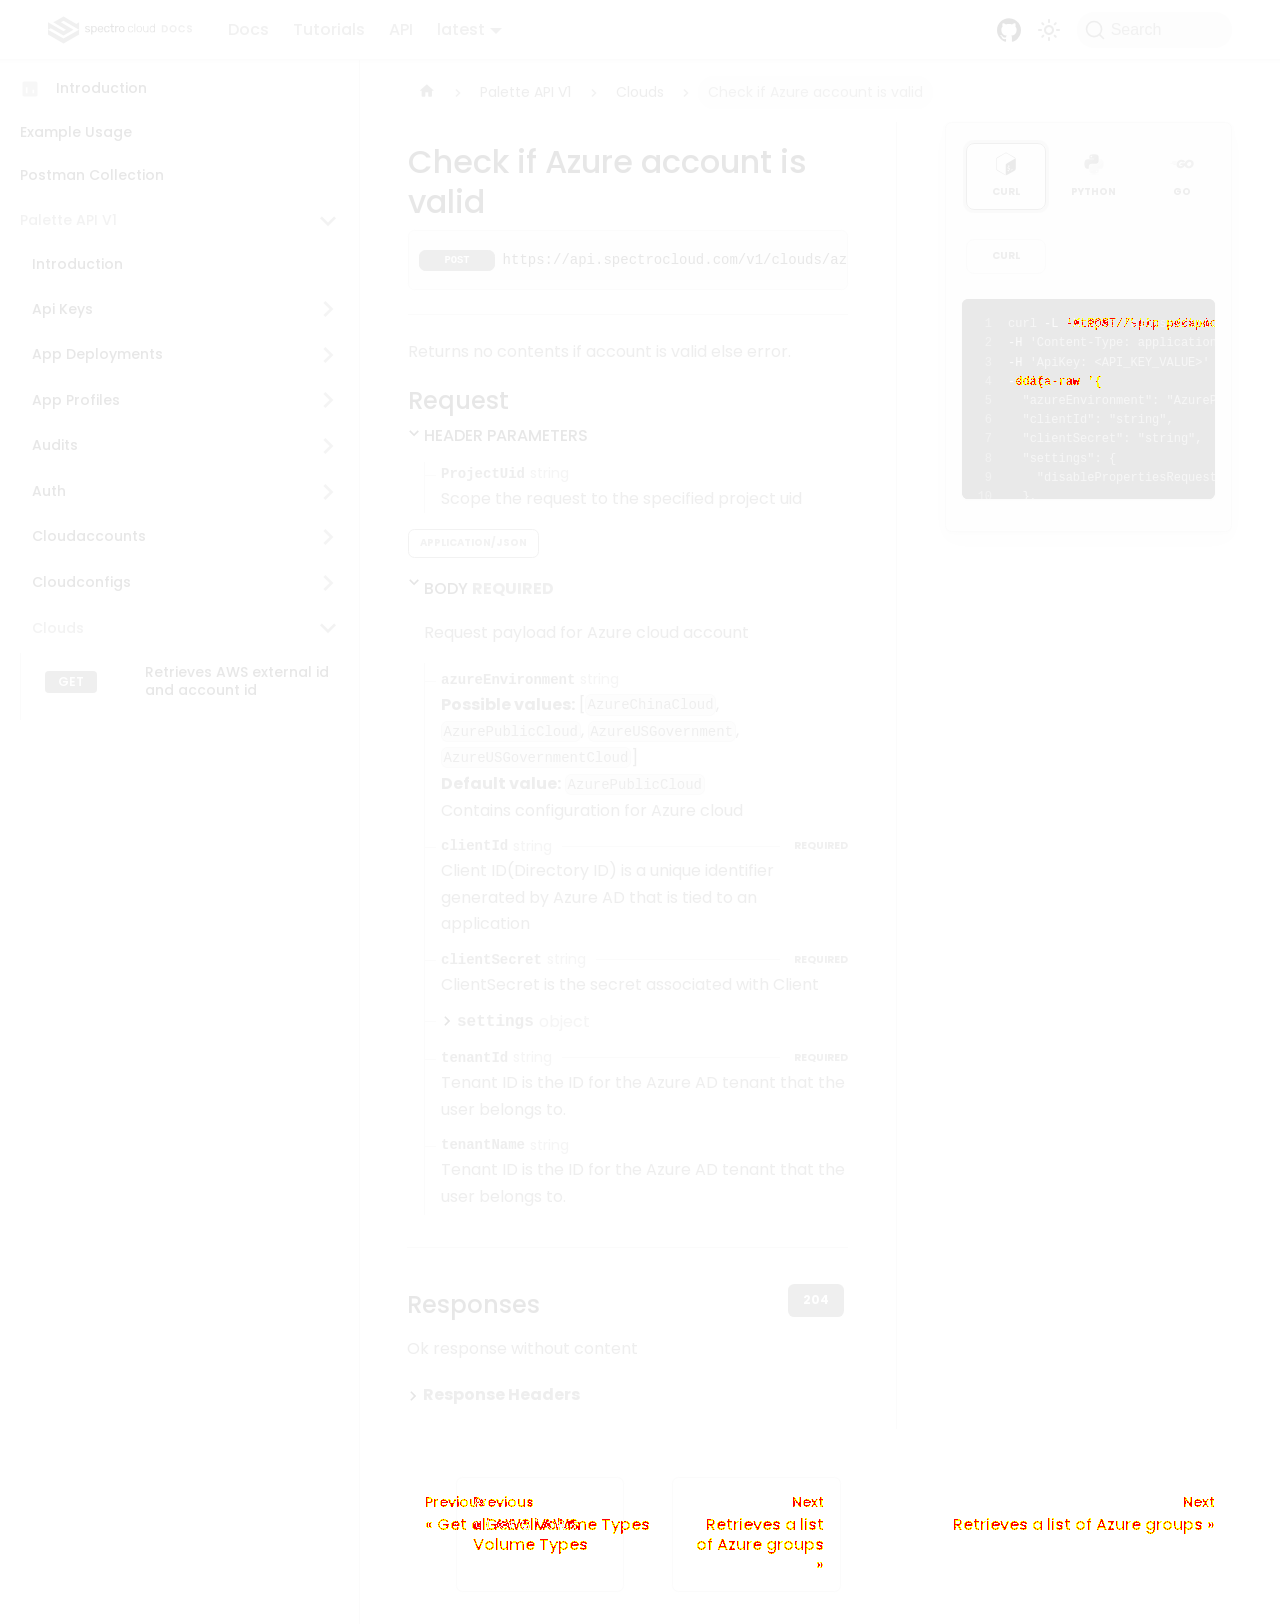 spectro cloud DOCS
Docs
Tutorials
API
latest
Search
Introduction
Example Usage
Postman Collection
Palette API V1
Introduction
Api Keys
App Deployments
App Profiles
Audits
Auth
Cloudaccounts
Cloudconfigs
Clouds
GET
Retrieves AWS external id
and account id
Palette API V1
Clouds
Check if Azure account is valid
Check if Azure account is
valid
POST https://api.spectrocloud.com/v1/clouds/az
Returns no contents if account is valid else error.
Request
HEADER PARAMETERS
ProjectUid string
Scope the request to the specified project uid
APPLICATION/JSON
BODY REQUIRED
Request payload for Azure cloud account
azureEnvironment string
Possible values: [AzureChinaCloud,
AzurePublicCloud, AzureUSGovernment,
AzureUSGovernmentCloud]
Default value: AzurePublicCloud
Contains configuration for Azure cloud
clientId string REQUIRED
Client ID(Directory ID) is a unique identifier
generated by Azure AD that is tied to an
application
clientSecret string REQUIRED
ClientSecret is the secret associated with Client
settings object
tenantId string REQUIRED
Tenant ID is the ID for the Azure AD tenant that the
user belongs to.
tenantName string
Tenant ID is the ID for the Azure AD tenant that the
user belongs to.
Responses
204
Ok response without content
Response Headers
CURL
PYTHON
GO
CURL
1 curl -L
2 -H 'Content-Type: application
3 -H 'ApiKey: <API_KEY_VALUE>'
4
5 "azureEnvironment": "AzureP
6 "clientId": "string",
7 "clientSecret": "string",
8 "settings": {
9 "disablePropertiesRequest
10 },
Previous
Volume Types
Next
Retrieves a list
of Azure groups
»
Next
Retrieves a list of Azure groups »